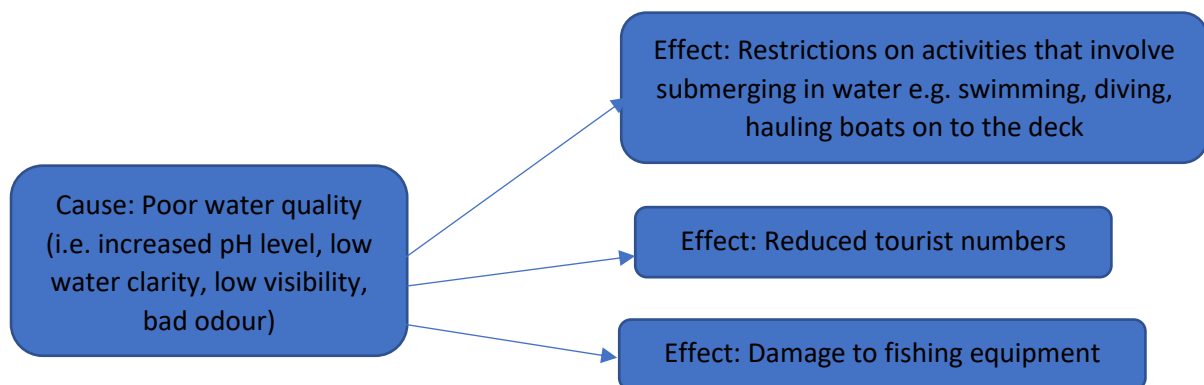 Effect: Restrictions on activities that involve
submerging in water e.g. swimming, diving,
hauling boats on to the deck
Cause: Poor water quality
(i.e. increased pH level, low
water clarity, low visibility,
bad odour)
Effect: Reduced tourist numbers
Effect: Damage to fishing equipment